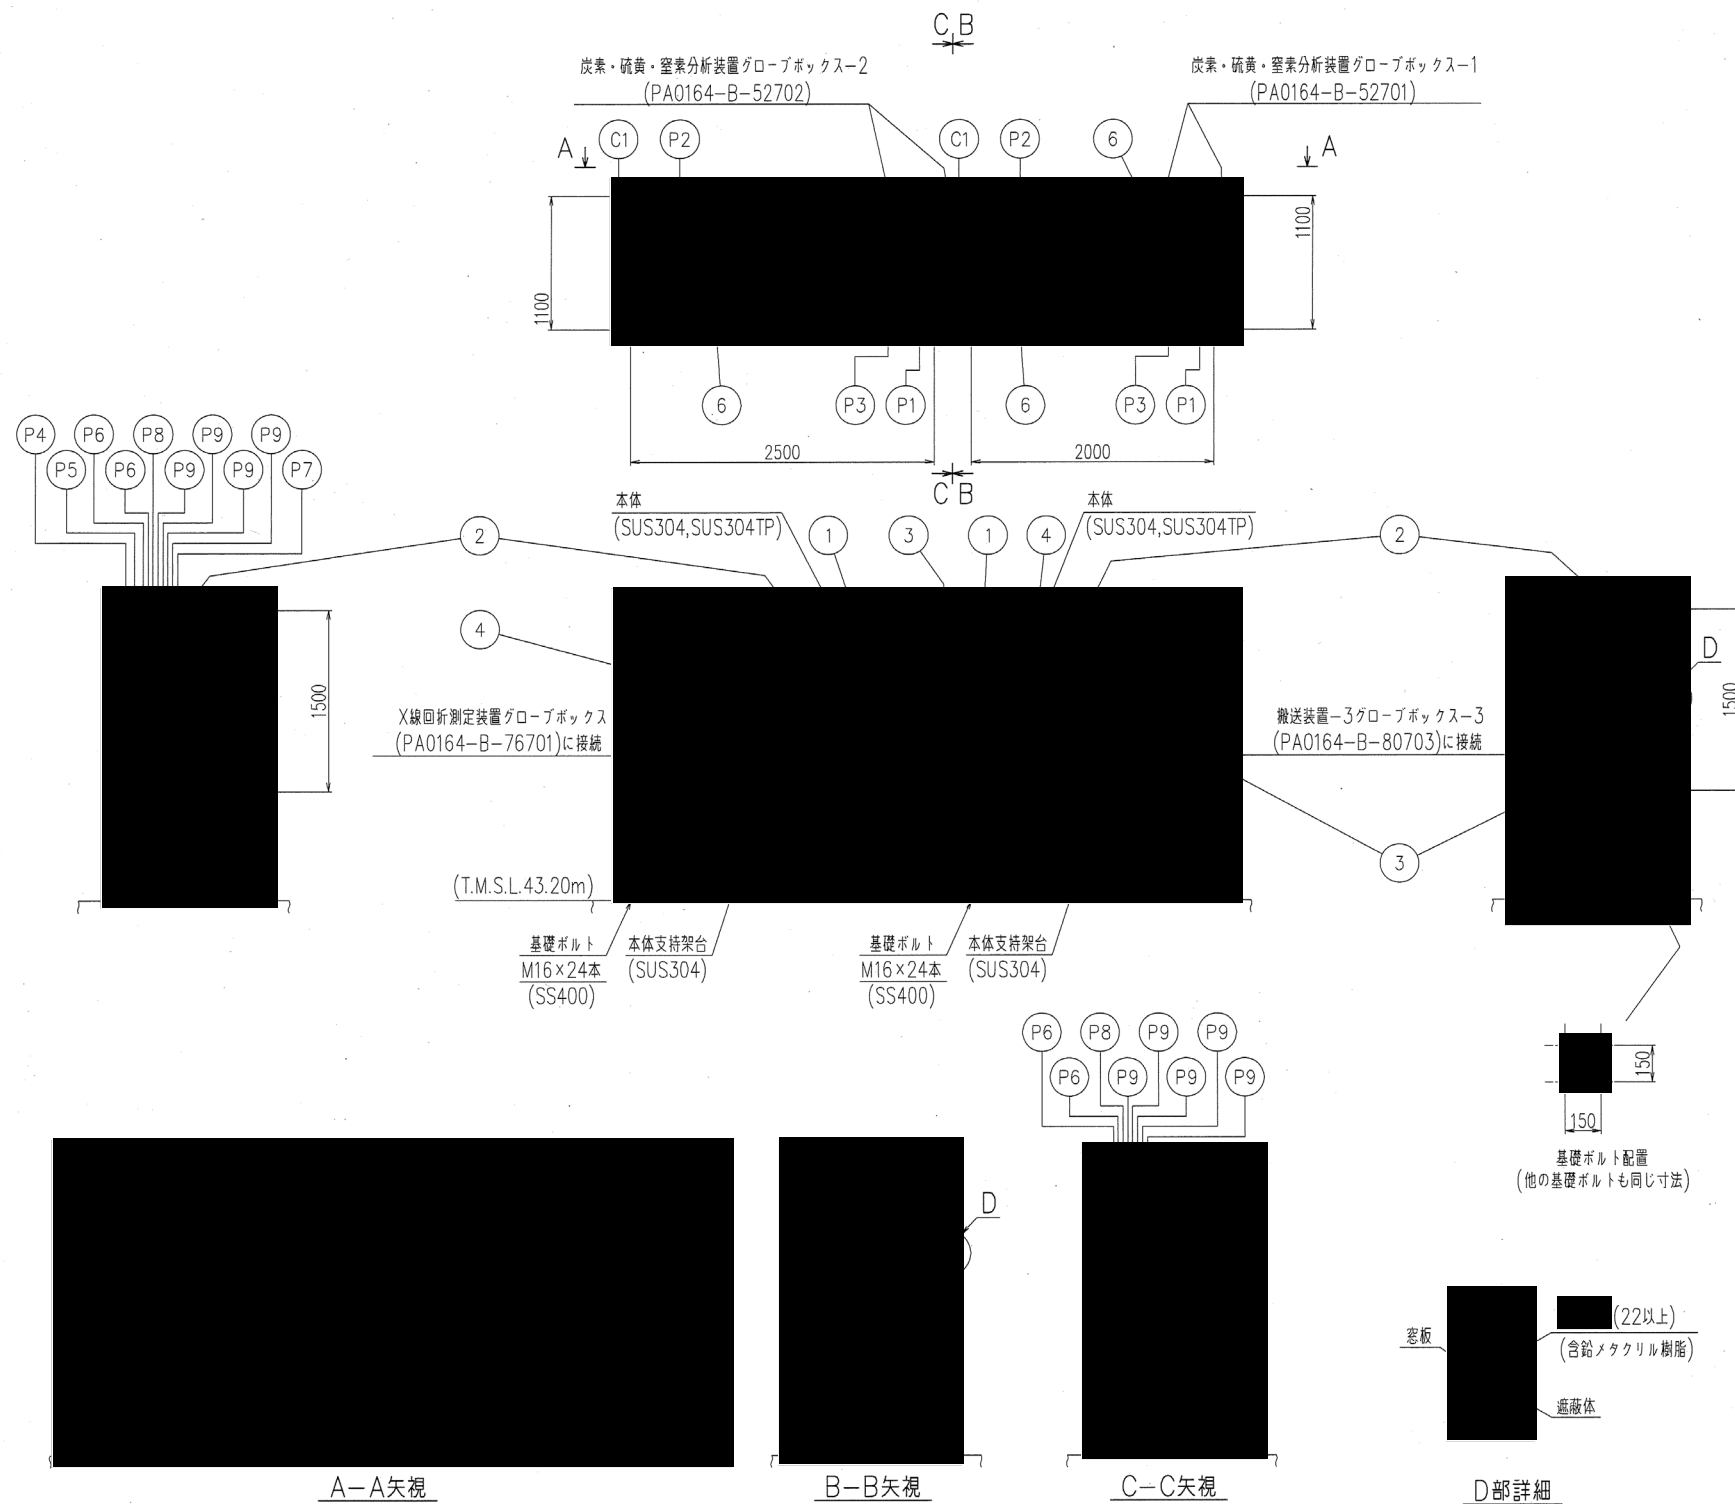 C B
炭素・硫黄・窒素分析装置グローブボックス−2
(PA0164−B−52702)
炭素・硫黄・窒素分析装置グローブボックス−1
(PA0164−B−52701)
A
C1
P2
C1
P2
6
A
1100
1100
6
P3
P1
6
P3
P1
2500
2000
C B
P4
P6
P8
P9
P9
P5
P6
P9
P9
P7
本体
(SUS304,SUS304TP)
本体
(SUS304,SUS304TP)
2
1
3
1
4
2
4
1500
D
1500
X線回折測定装置グローブボックス
(PA0164−B−76701)に接続
搬送装置−3グローブボックス−3
(PA0164−B−80703)に接続
3
(T.M.S.L.43.20m)
基礎ボルト
M16×24本
(SS400)
本体支持架台
(SUS304)
基礎ボルト
M16×24本
(SS400)
本体支持架台
(SUS304)
P6
P8
P9
P9
P6
P9
P9
P9
150
150
基礎ボルト配置
(他の基礎ボルトも同じ寸法)
D
窓板
(22以上)
(含鉛メタクリル樹脂)
遮蔽体
A−A矢視
B−B矢視
C−C矢視
D部詳細